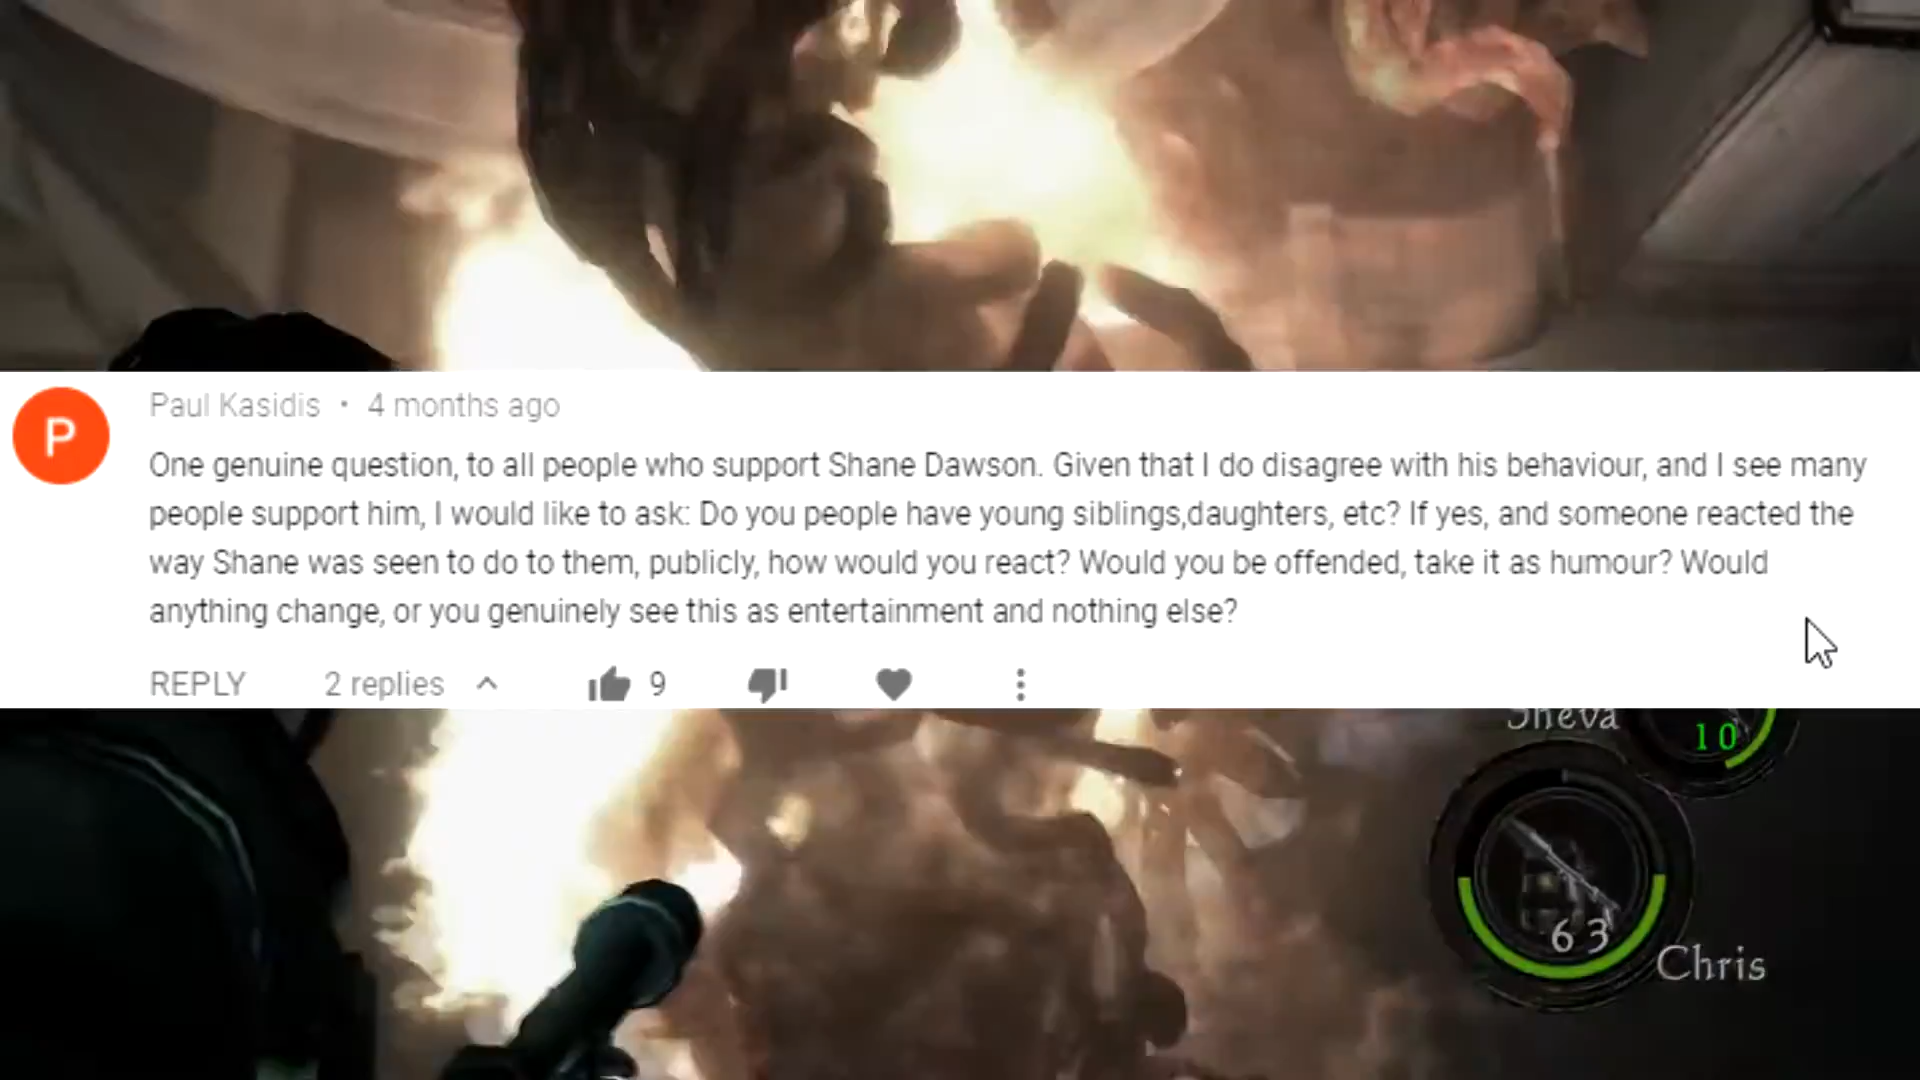 Paul Kasidis • 4 months ago
P
One genuine question, to all people who support Shane Dawson. Given that I do disagree with his behaviour, and I see many
people support him, I would like to ask: Do you people have young siblings,daughters, etc? If yes, and someone reacted the
way Shane was seen to do to them, publicly, how would you react? Would you be offended, take it as humour? Would
anything change, or you genuinely see this as entertainment and nothing else?
REPLY 2 replies 9
Sheva
10
63
Chris